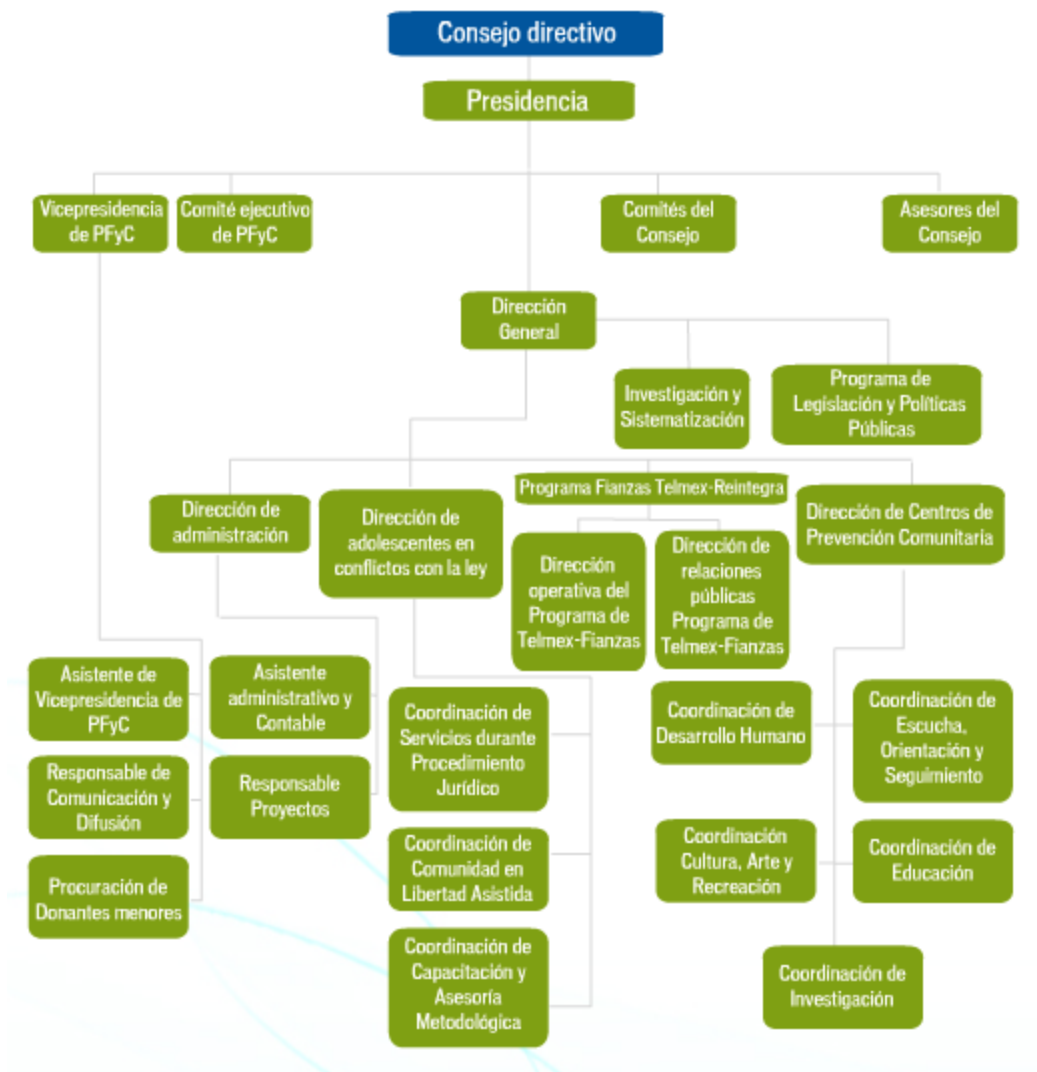 Consejo directivo
Presidencia
Vicepresidencia
de PFyC
Comité ejecutivo
de PFyC
Comités del
Consejo
Asesores del
Consejo
Dirección
General
Investigación y
Sistematización
Programa de
Legislación y Políticas
Públicas
Dirección de
administración
Dirección de
adolescentes en
conflictos con la ley
Programa Fianzas Telmex-Reintegra
Dirección
operativa del
Programa de
Telmex-Fianzas
Dirección de
relaciones
públicas
Programa de
Telmex-Fianzas
Dirección de Centros de
Prevención Comunitaria
Asistente de
Vicepresidencia de
PFyC
Responsable de
Comunicación y
Difusión
Procuración de
Donantes menores
Asistente
administrativo y
Contable
Responsable
Proyectos
Coordinación de
Servicios durante
Procedimiento
Jurídico
Coordinación de
Comunidad en
Libertad Asistida
Coordinación de
Capacitación y
Asesoría
Metodológica
Coordinación de
Desarrollo Humano
Coordinación de
Escucha,
Orientación y
Seguimiento
Coordinación
Cultura, Arte y
Recreación
Coordinación de
Educación
Coordinación de
Investigación